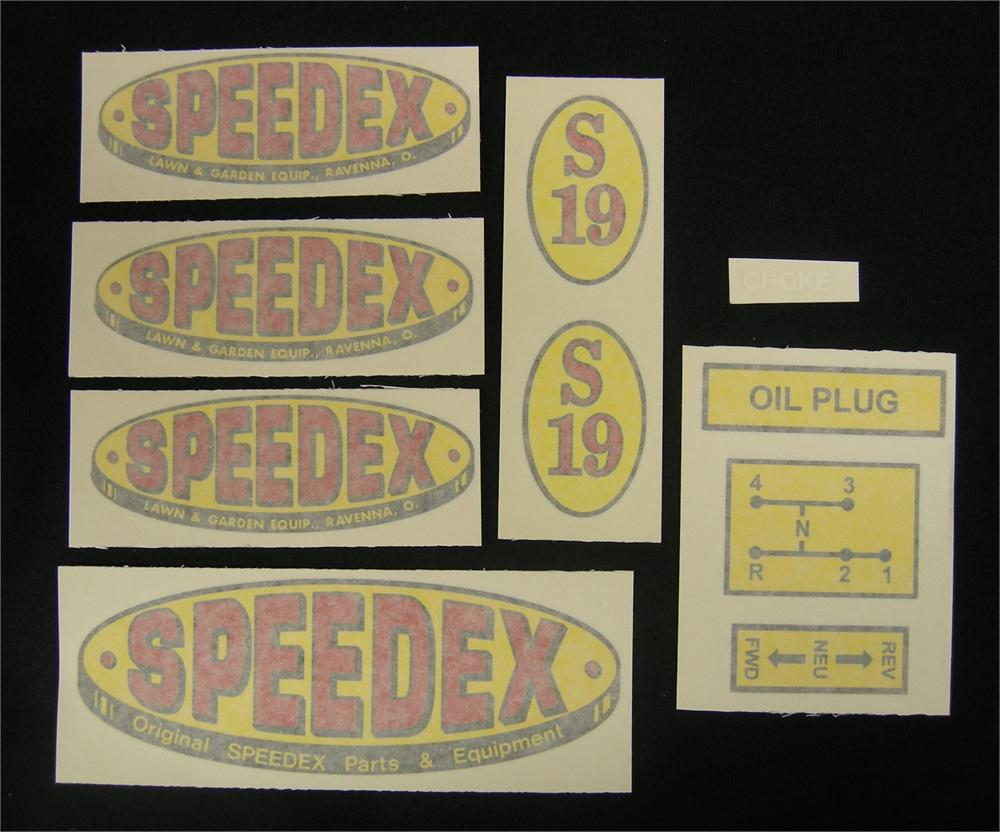 SPEEDEX
LAWN & GARDEN EQUIP., RAVENNA, O.
SPEEDEX
LAWN & GARDEN EQUIP., RAVENNA, O.
SPEEDEX
LAWN & GARDEN EQUIP., RAVENNA, O.
SPEEDEX
Original SPEEDEX Parts & Equipment
S
19
S
19
CHOKE
OIL PLUG
4 3
N
R 2 1
FWD NEU REV